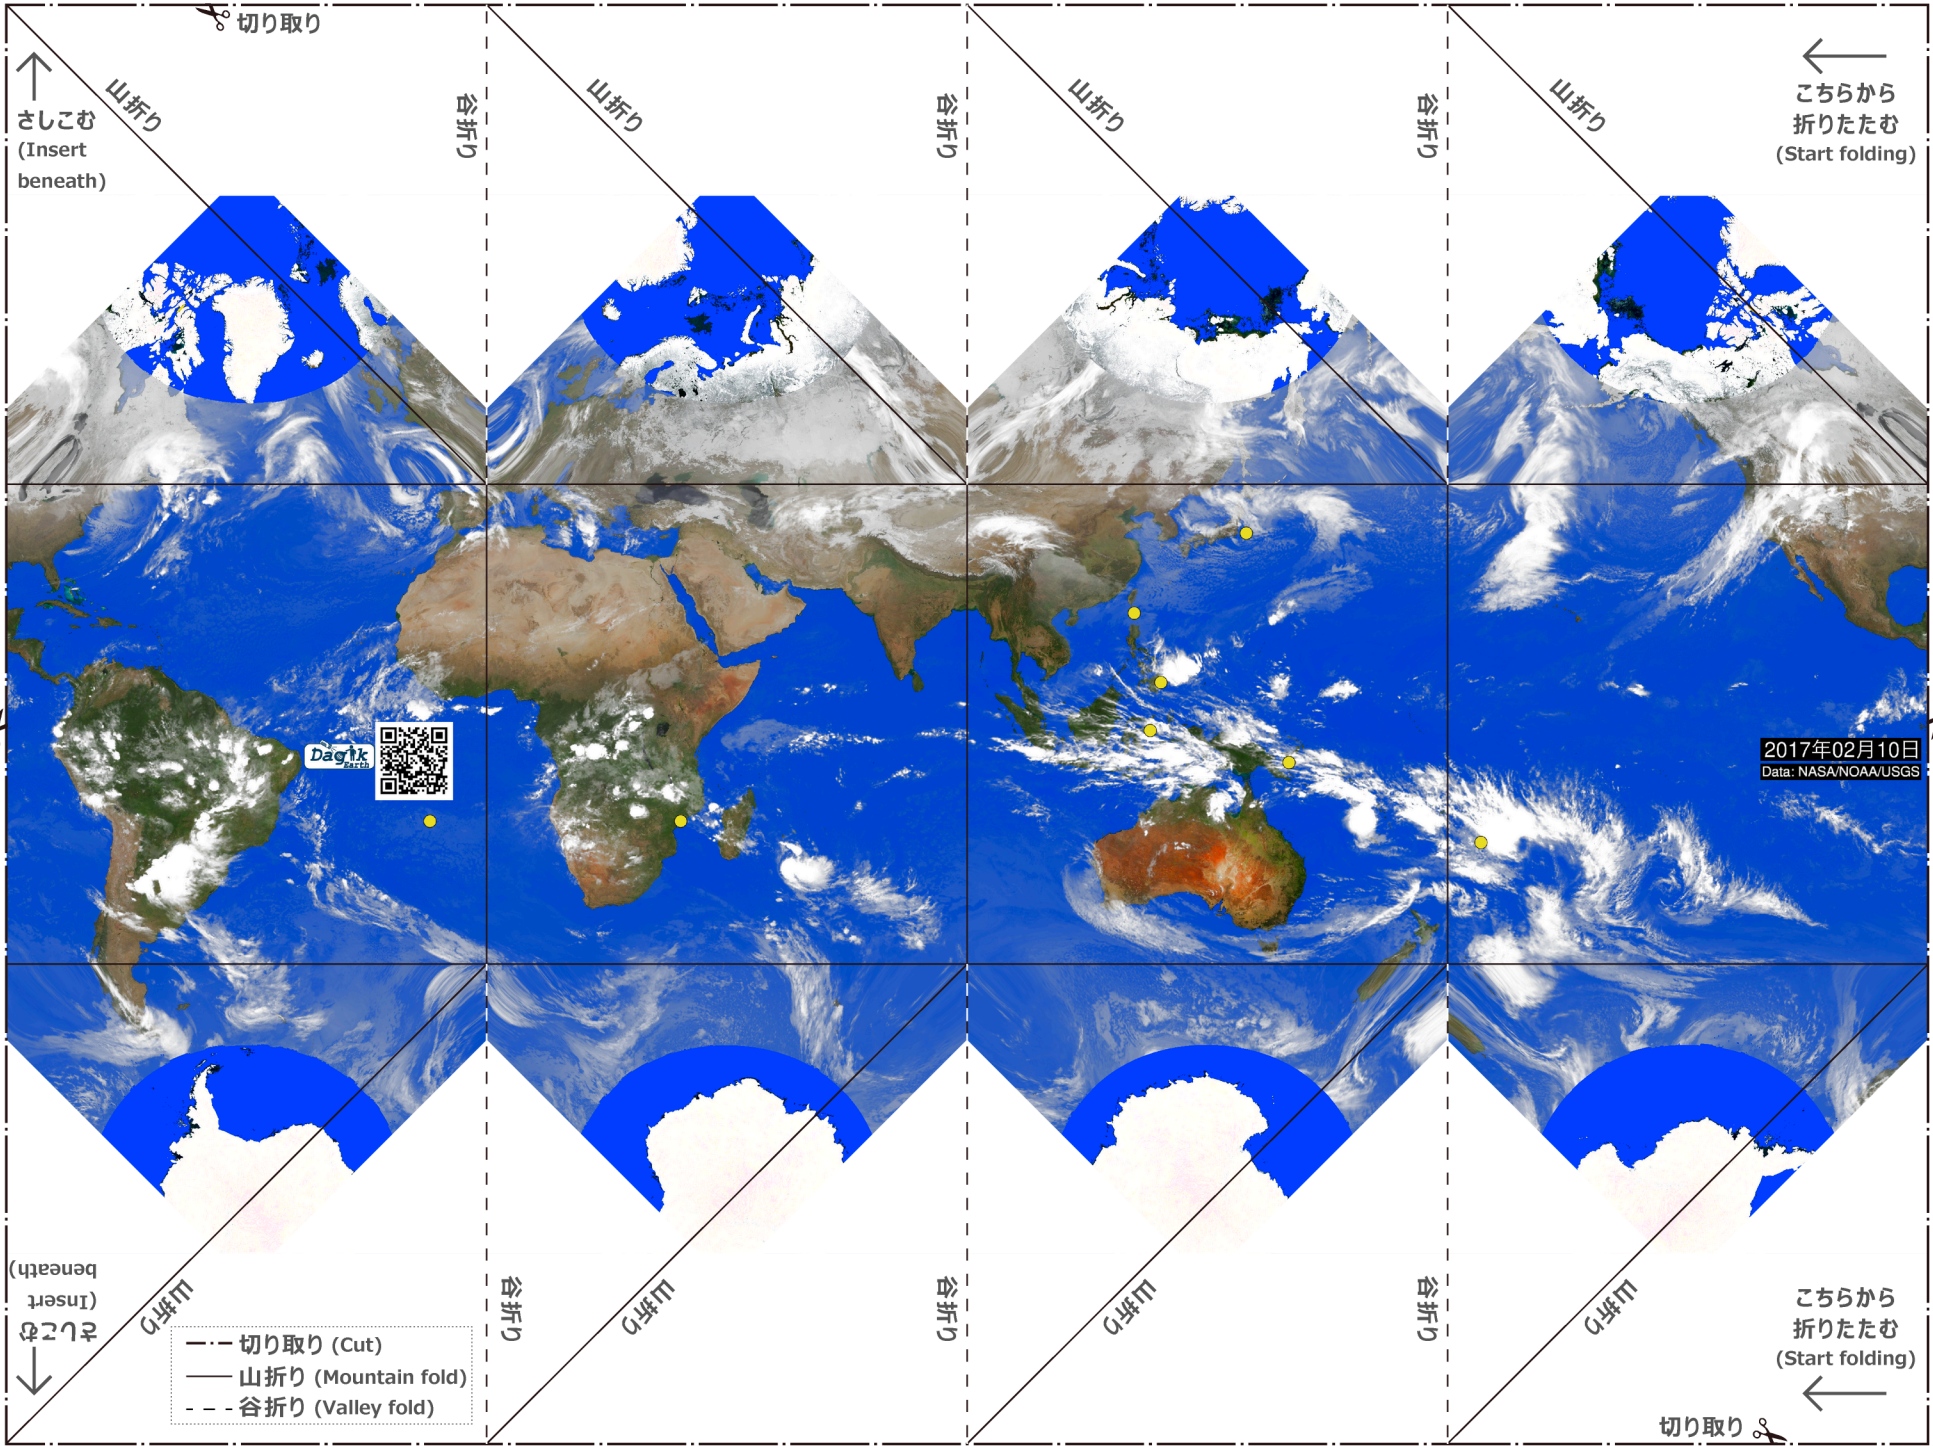 切り取り
山折り
谷折り
山折り
谷折り
山折り
谷折り
山折り
さしこむ
(Insert
beneath)
こちらから
折りたたむ
(Start folding)
Dagik
Earth
2017年02月10日
Data: NASA/NOAA/USGS
さしこむ
(Insert
beneath)
山折り
谷折り
山折り
谷折り
山折り
谷折り
山折り
切り取り (Cut)
山折り (Mountain fold)
谷折り (Valley fold)
こちらから
折りたたむ
(Start folding)
切り取り